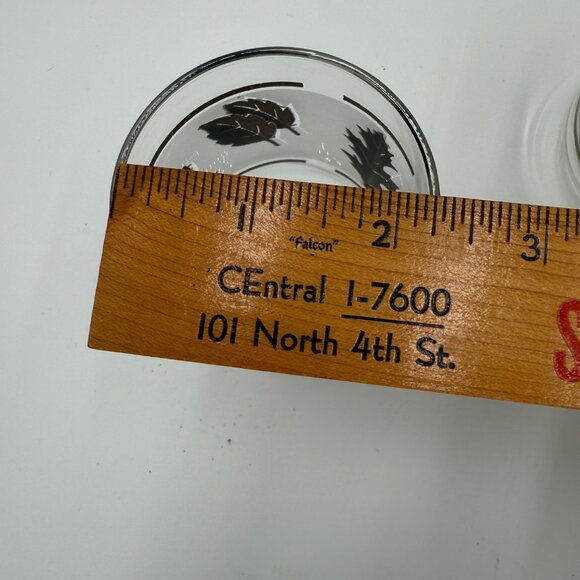 1 2 3
"Falcon"
CEntral 1-7600
101 North 4th St.
S